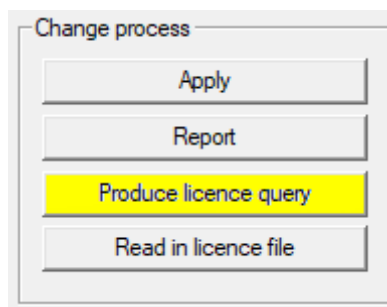 Change process
Apply
Report
Produce licence query
Read in licence file